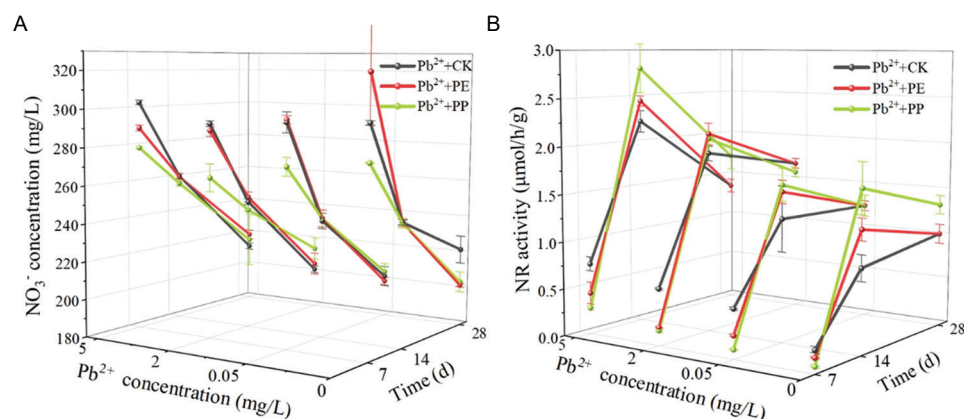 A
NO₃⁻ concentration (mg/L)
320
300
280
260
240
220
200
180
Pb²⁺+CK
Pb²⁺+PE
Pb²⁺+PP
5
2
0.05
0
Pb²⁺ concentration (mg/L)
7
14
28
Time (d)
B
NR activity (μmol/h/g)
3.0
2.5
2.0
1.5
1.0
0.5
0.0
Pb²⁺+CK
Pb²⁺+PE
Pb²⁺+PP
5
2
0.05
0
Pb²⁺ concentration (mg/L)
7
14
28
Time (d)